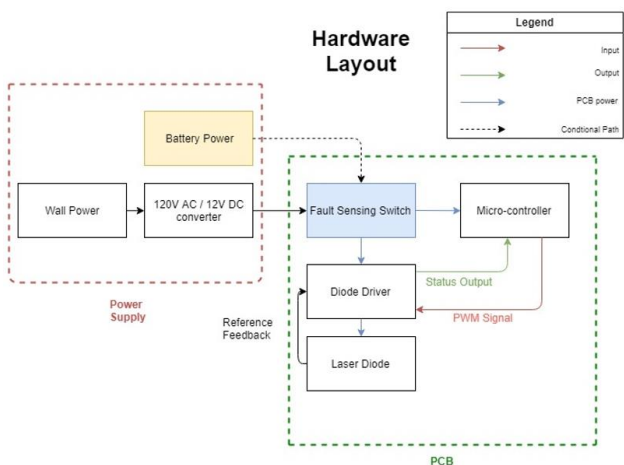 Hardware
Layout
Legend
Input
Output
PCB power
Condtional Path
Battery Power
Wall Power
120V AC / 12V DC
converter
Fault Sensing Switch
Micro-controller
Power
Supply
Diode Driver
Status Output
PWM Signal
Reference
Feedback
Laser Diode
PCB